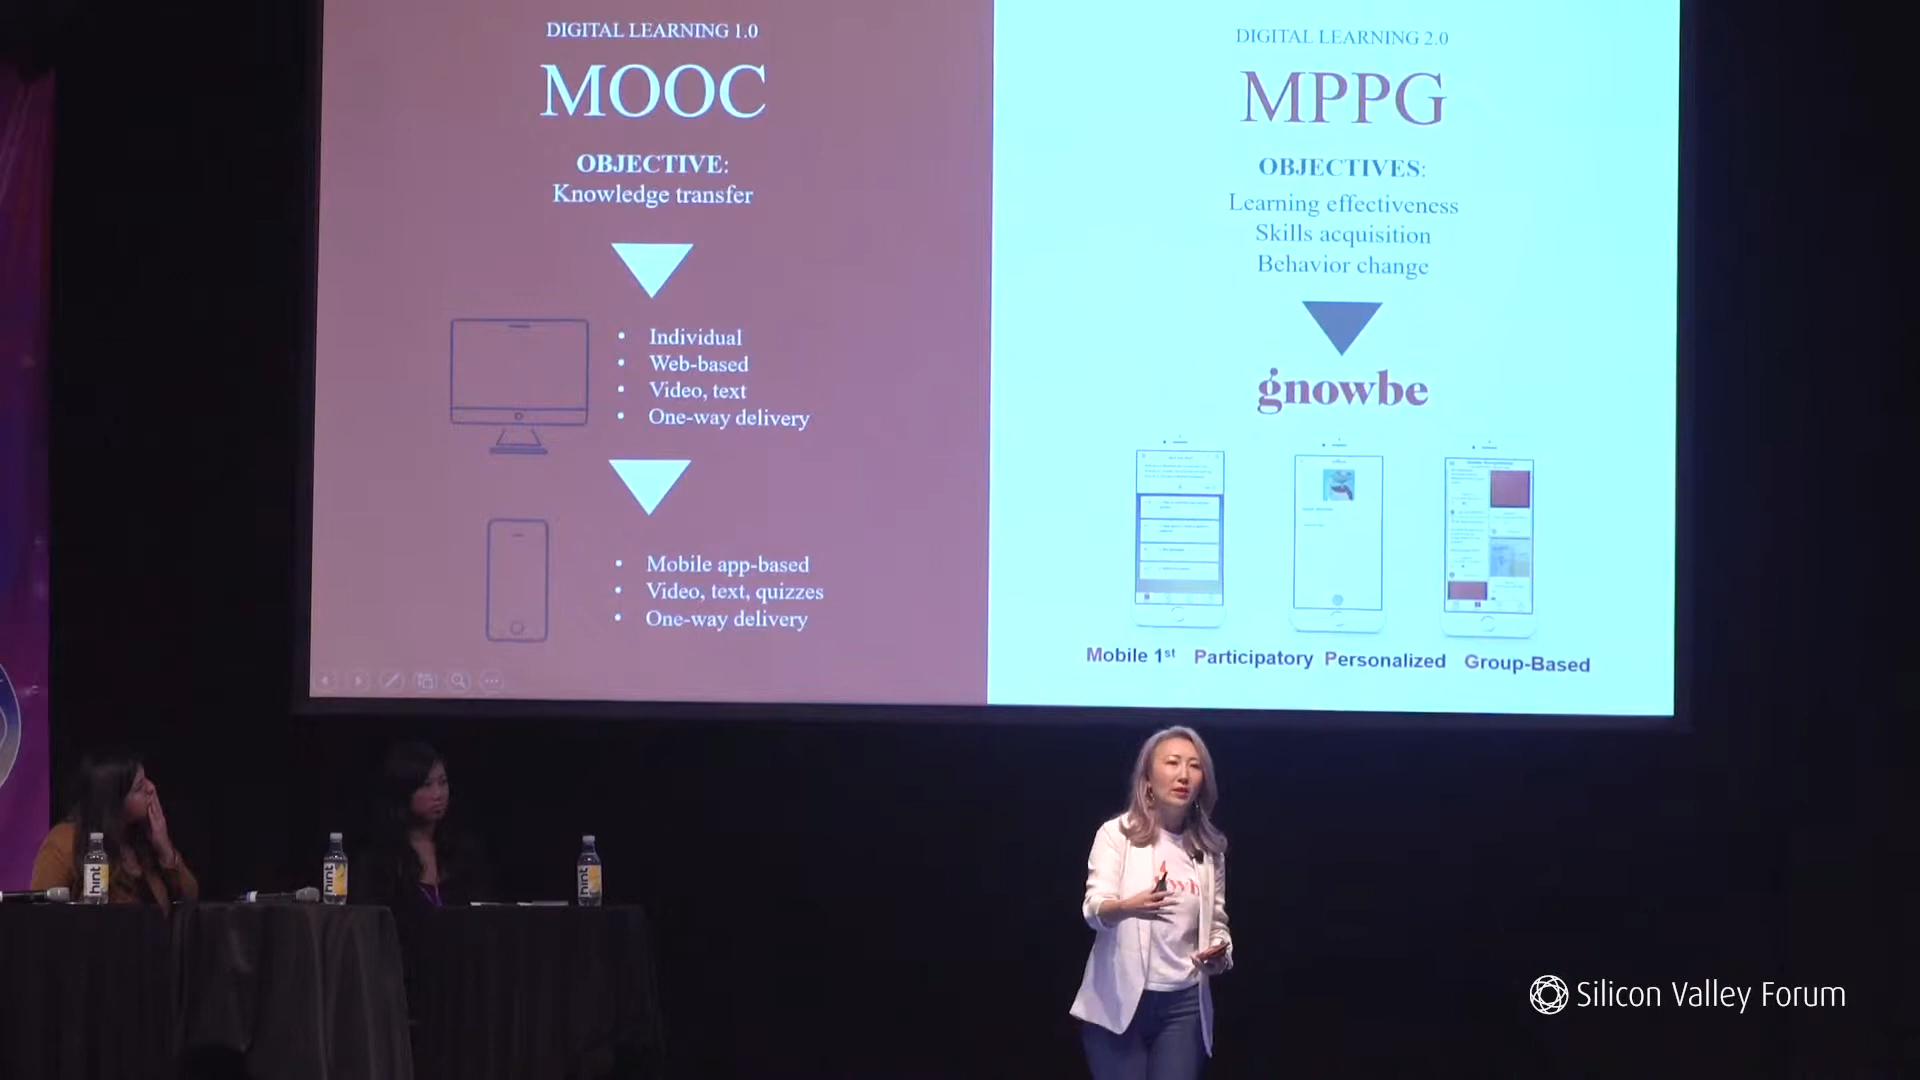 DIGITAL LEARNING 1.0
MOOC
OBJECTIVE:
Knowledge transfer
• Individual
• Web-based
• Video, text
• One-way delivery
• Mobile app-based
• Video, text, quizzes
• One-way delivery
DIGITAL LEARNING 2.0
MPPG
OBJECTIVES:
Learning effectiveness
Skills acquisition
Behavior change
gnowbe
Mobile 1st Participatory Personalized Group-Based
hint
hint
hint
Silicon Valley Forum